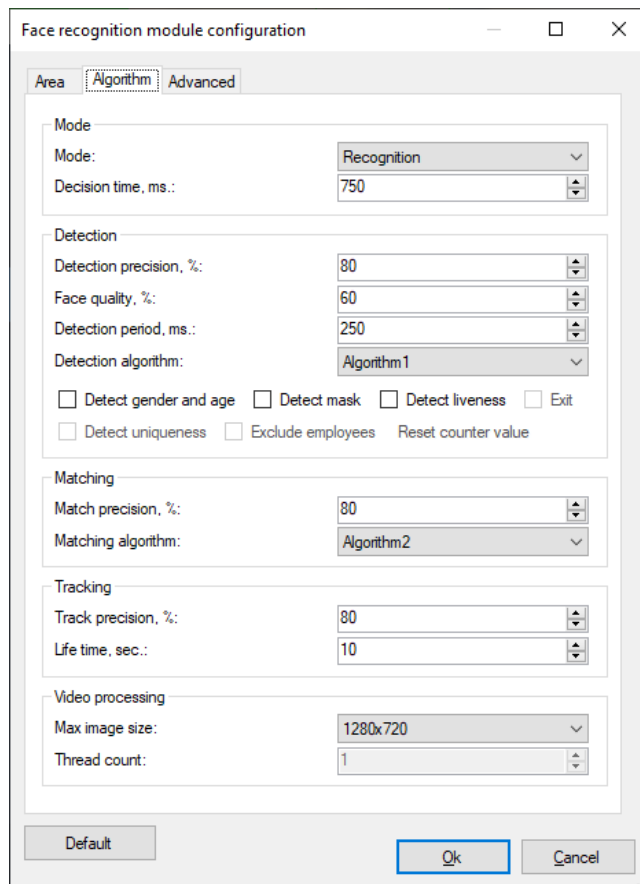 Face recognition module configuration
Area Algorithm Advanced
Mode
Mode: Recognition
Decision time, ms.: 750
Detection
Detection precision, %: 80
Face quality, %: 60
Detection period, ms.: 250
Detection algorithm: Algorithm1
Detect gender and age Detect mask Detect liveness Exit
Detect uniqueness Exclude employees Reset counter value
Matching
Match precision, %: 80
Matching algorithm: Algorithm2
Tracking
Track precision, %: 80
Life time, sec.: 10
Video processing
Max image size: 1280x720
Thread count: 1
Default Ok Cancel